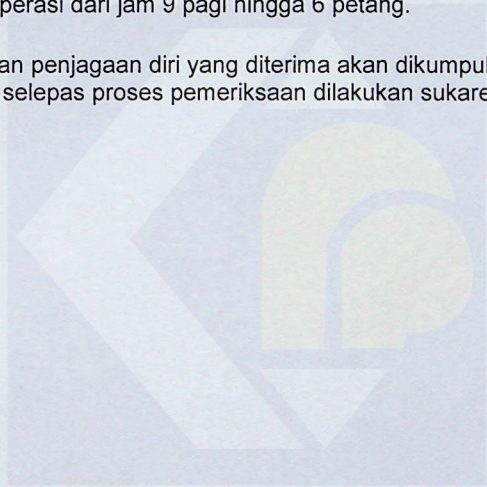 perasi dari jam 9 pagi hingga 6 petang.
an penjagaan diri yang diterima akan dikumpul
selepas proses pemeriksaan dilakukan sukare